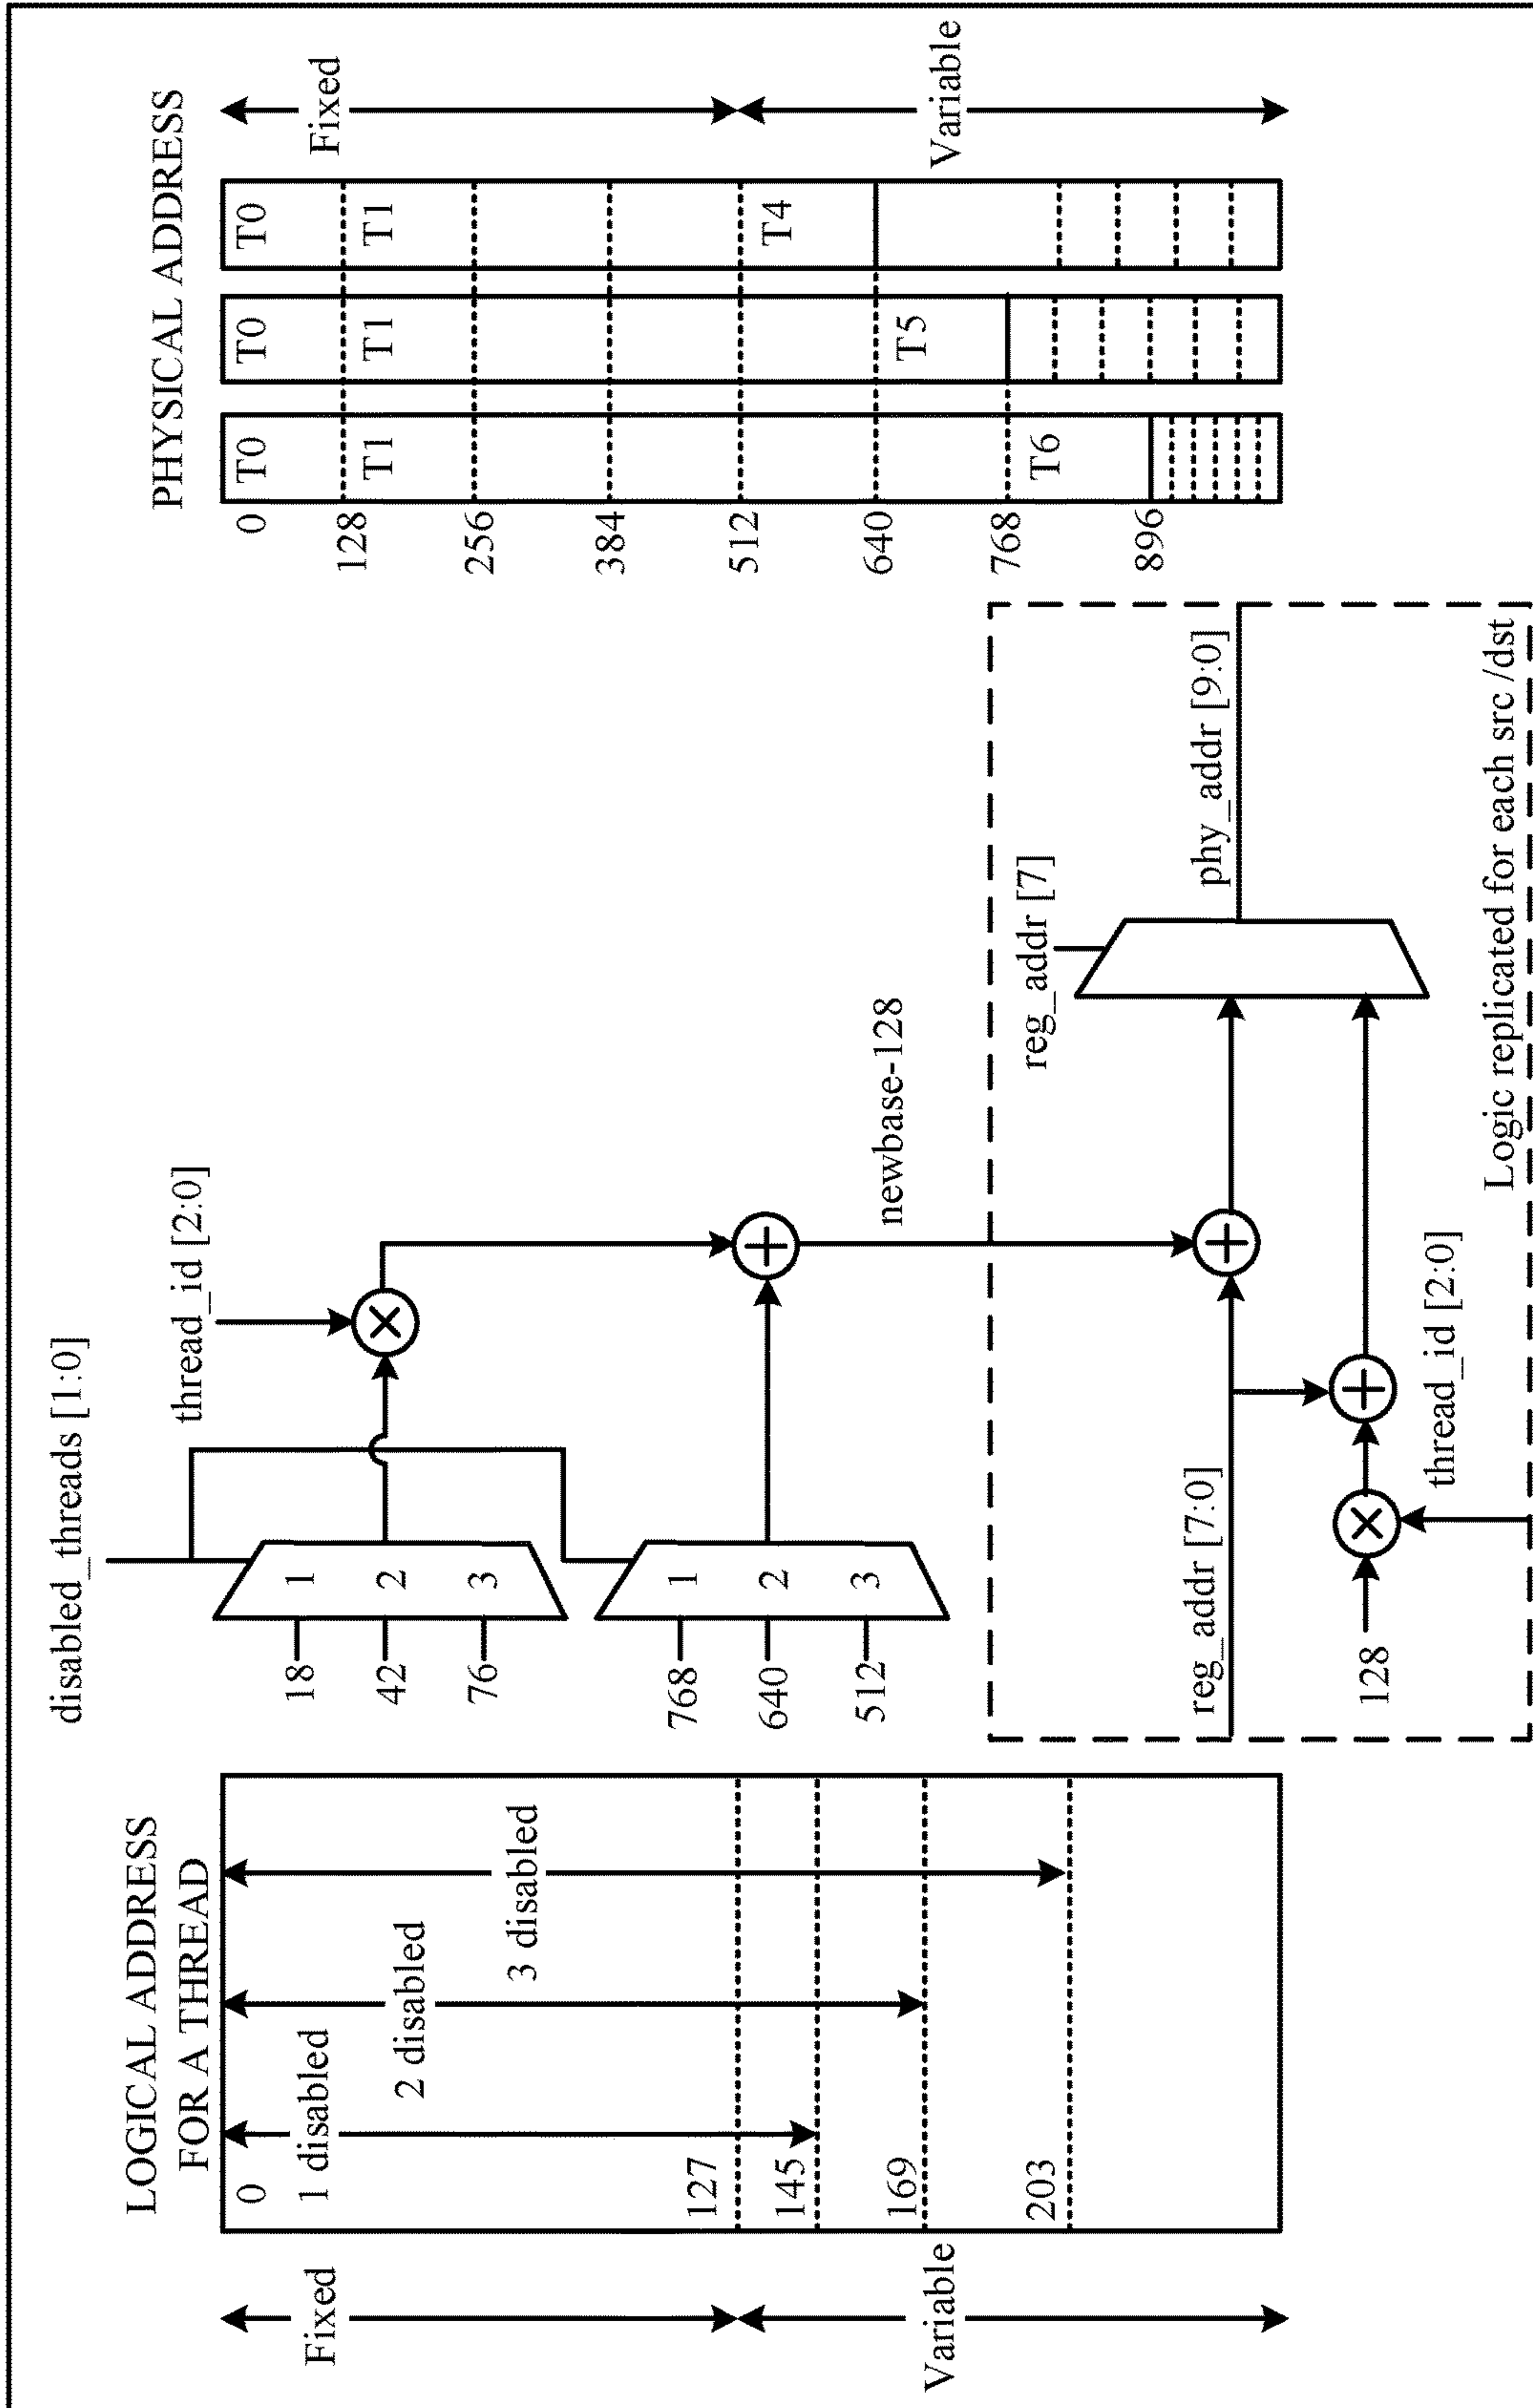 LOGICAL ADDRESS
FOR A THREAD
Fixed
Variable
0
1 disabled
2 disabled
3 disabled
127
145
169
203
disabled_threads [1:0]
thread_id [2:0]
18
42
76
1
2
3
768
640
512
1
2
3
newbase-128
reg_addr [7:0]
reg_addr [7]
128
thread_id [2:0]
phy_addr [9:0]
Logic replicated for each src /dst
PHYSICAL ADDRESS
0
128
256
384
512
640
768
896
T0
T1
T6
T0
T1
T5
T0
T1
T4
Fixed
Variable